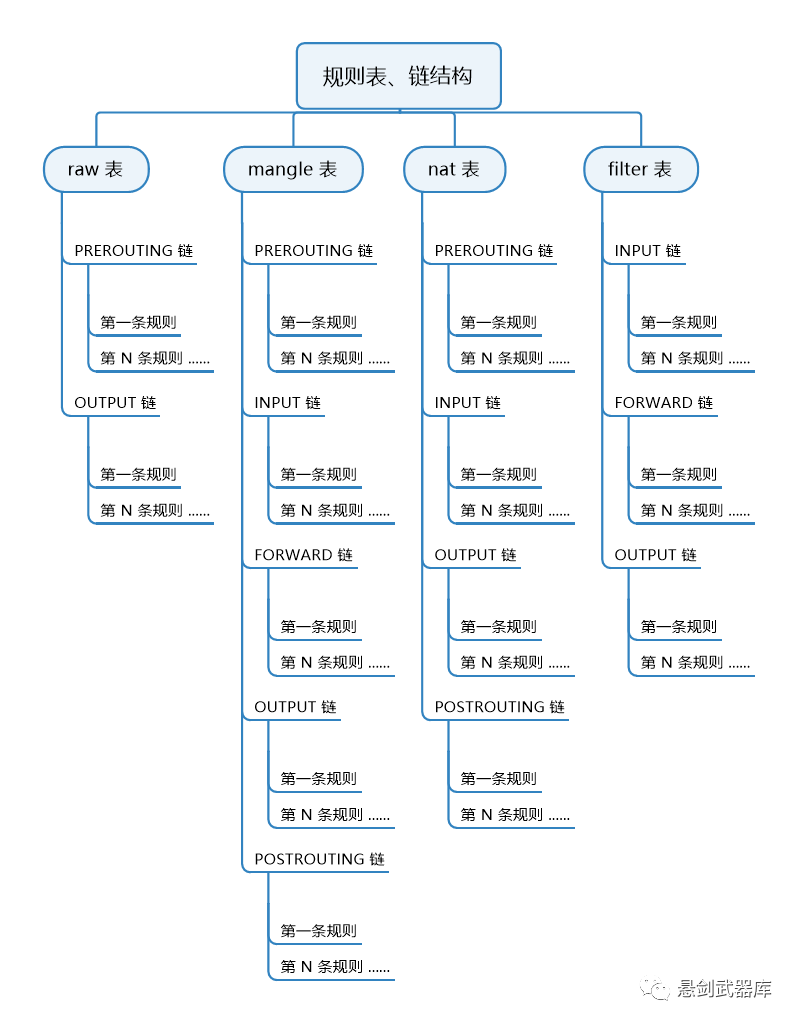 规则表、链结构
raw 表
PREROUTING 链
第一条规则
第 N 条规则 ......
OUTPUT 链
第一条规则
第 N 条规则 ......
mangle 表
PREROUTING 链
第一条规则
第 N 条规则 ......
INPUT 链
第一条规则
第 N 条规则 ......
FORWARD 链
第一条规则
第 N 条规则 ......
OUTPUT 链
第一条规则
第 N 条规则 ......
POSTROUTING 链
第一条规则
第 N 条规则 ......
nat 表
PREROUTING 链
第一条规则
第 N 条规则 ......
INPUT 链
第一条规则
第 N 条规则 ......
OUTPUT 链
第一条规则
第 N 条规则 ......
POSTROUTING 链
第一条规则
第 N 条规则 ......
filter 表
INPUT 链
第一条规则
第 N 条规则 ......
FORWARD 链
第一条规则
第 N 条规则 ......
OUTPUT 链
第一条规则
第 N 条规则 ......
悬剑武器库